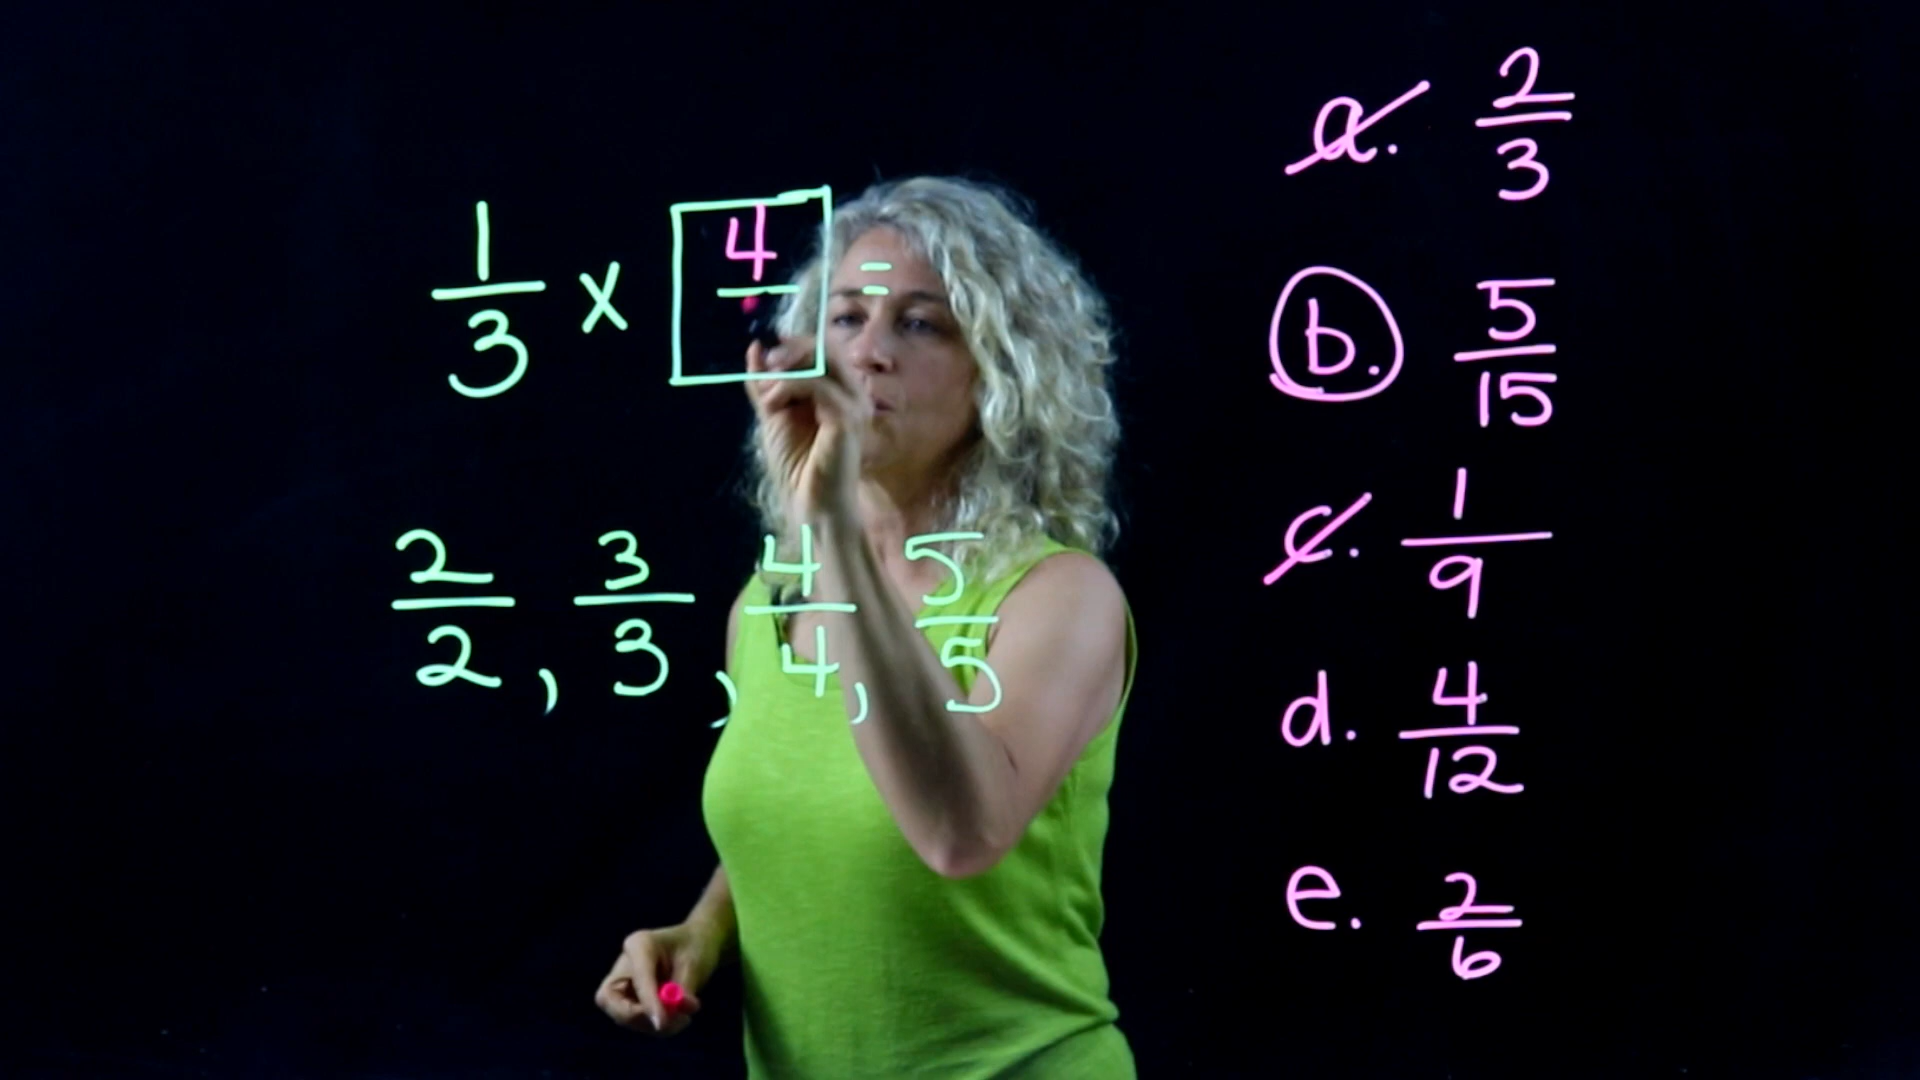 1/3 x 4/ =
2/2, 3/3, 4/4, 5/5
a. 2/3
b. 5/15
c. 1/9
d. 4/12
e. 2/6